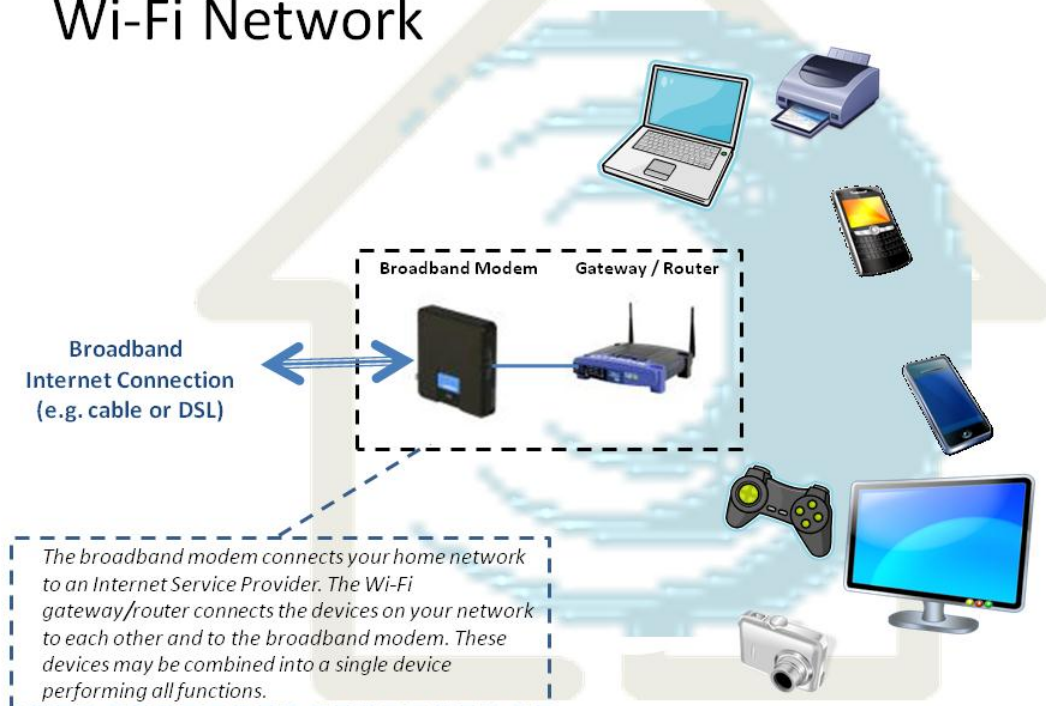 Wi-Fi Network
Broadband Modem
Gateway / Router
Broadband
Internet Connection
(e.g. cable or DSL)
The broadband modem connects your home network
to an Internet Service Provider. The Wi-Fi
gateway/router connects the devices on your network
to each other and to the broadband modem. These
devices may be combined into a single device
performing all functions.